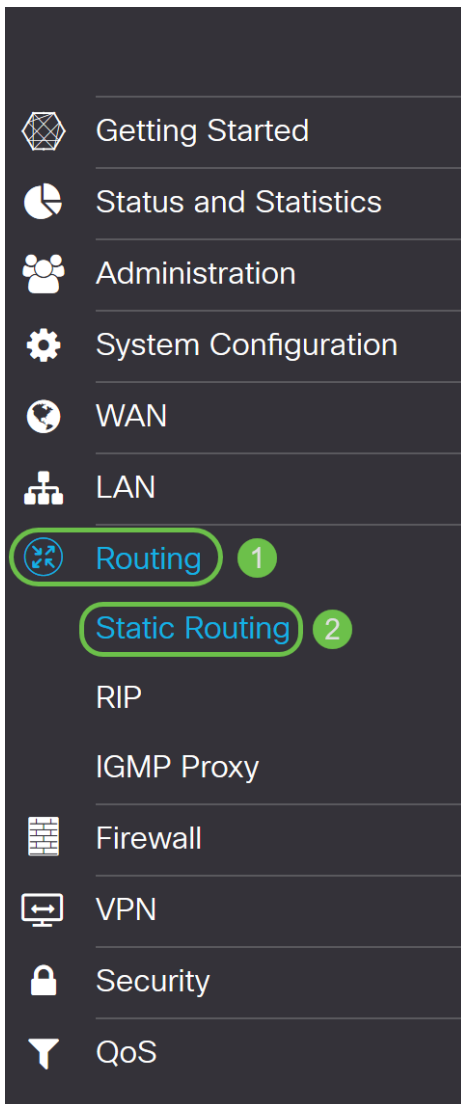 Getting Started
Status and Statistics
Administration
System Configuration
WAN
LAN
Routing 1
Static Routing 2
RIP
IGMP Proxy
Firewall
VPN
Security
QoS